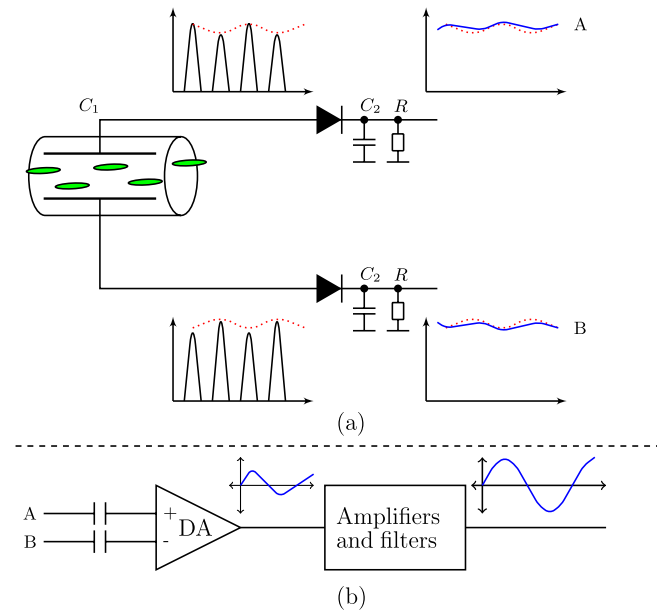 A
C₁
C₂ R
C₂ R
B
(a)
A
+
DA
B
-
Amplifiers
and filters
(b)